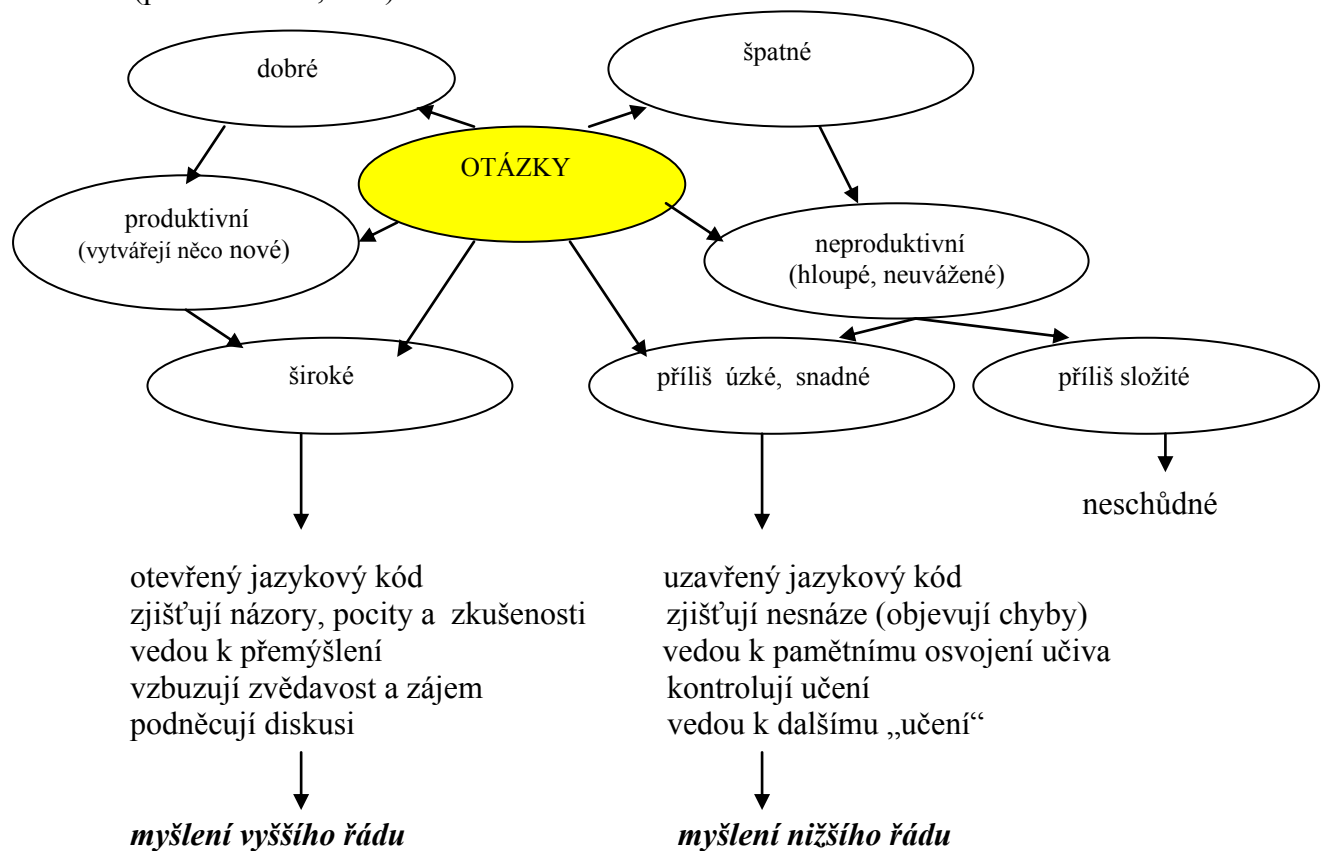 dobré
špatné
OTÁZKY
produktivní
(vytvářejí něco nové)
neproduktivní
(hloupé, neuvážené)
široké
příliš úzké, snadné
příliš složité
neschůdné
otevřený jazykový kód
zjišťují názory, pocity a zkušenosti
vedou k přemýšlení
vzbuzují zvědavost a zájem
podněcují diskusi
uzavřený jazykový kód
zjišťují nesnáze (objevují chyby)
vedou k pamětnímu osvojení učiva
kontrolují učení
vedou k dalšímu „učení“
myšlení vyššího řádu
myšlení nižšího řádu